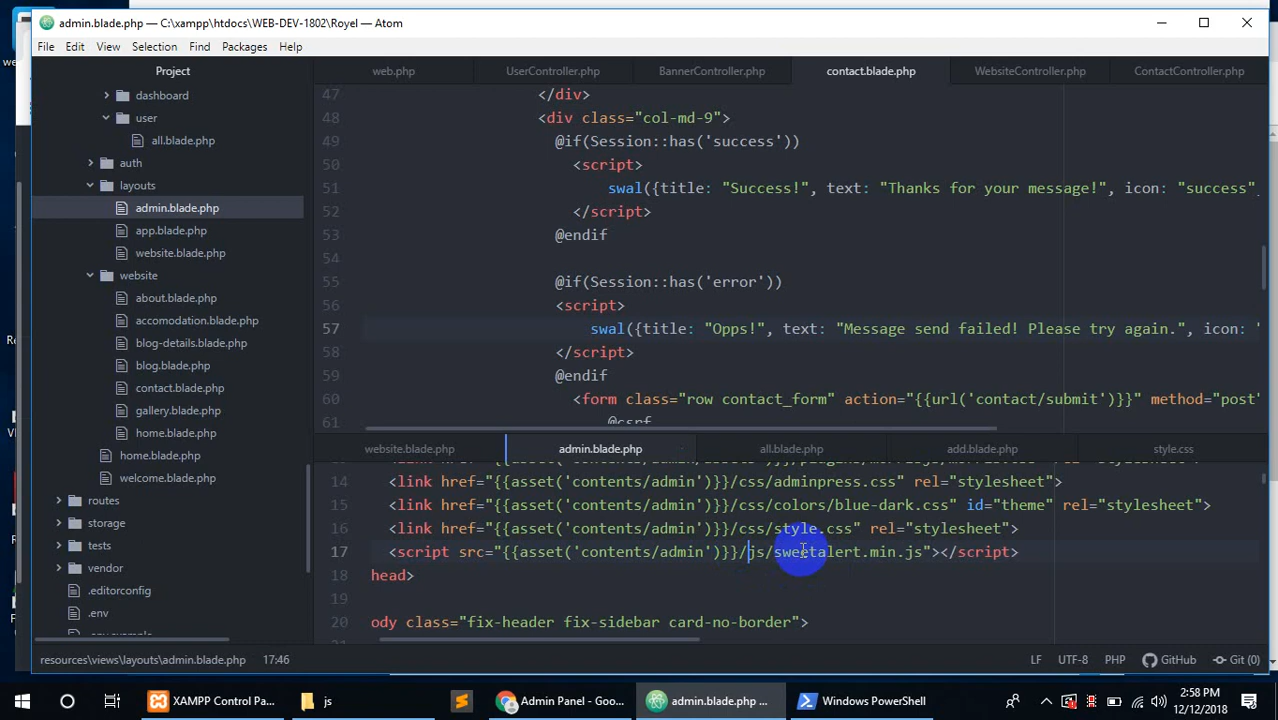 admin.blade.php — C:\xampp\htdocs\WEB-DEV-1802\Royel — Atom
File Edit View Selection Find Packages Help
Project
dashboard
user
all.blade.php
auth
layouts
admin.blade.php
app.blade.php
website.blade.php
website
about.blade.php
accomodation.blade.php
blog-details.blade.php
blog.blade.php
contact.blade.php
gallery.blade.php
home.blade.php
home.blade.php
welcome.blade.php
routes
storage
tests
vendor
.editorconfig
.env
web.php UserController.php BannerController.php contact.blade.php WebsiteController.php ContactController.php
47 </div>
48 <div class="col-md-9">
49 @if(Session::has('success'))
50 <script>
51 swal({title: "Success!", text: "Thanks for your message!", icon: "success"
52 </script>
53 @endif
54
55 @if(Session::has('error'))
56 <script>
57 swal({title: "Opps!", text: "Message send failed! Please try again.", icon: "
58 </script>
59 @endif
60 <form class="row contact_form" action="{{url('contact/submit')}}" method="post"
61 @csrf
website.blade.php admin.blade.php all.blade.php add.blade.php style.css
14 <link href="{{asset('contents/admin')}}/css/adminpress.css" rel="stylesheet">
15 <link href="{{asset('contents/admin')}}/css/colors/blue-dark.css" id="theme" rel="stylesheet">
16 <link href="{{asset('contents/admin')}}/css/style.css" rel="stylesheet">
17 <script src="{{asset('contents/admin')}}/js/sweetalert.min.js"></script>
18 head>
19
20 ody class="fix-header fix-sidebar card-no-border">
resources\views\layouts\admin.blade.php 17:46 LF UTF-8 PHP GitHub Git (0)
XAMPP Control Pa... js Admin Panel - Goo... admin.blade.php ... Windows PowerShell
2:58 PM
12/12/2018